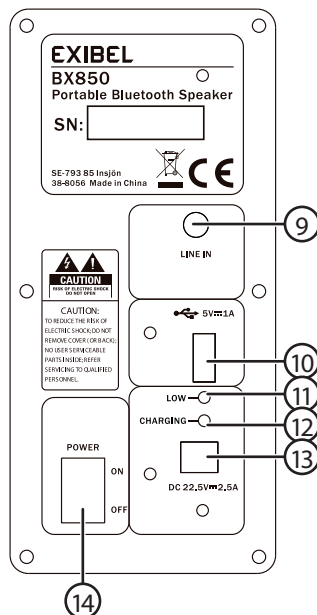 EXIBEL
BX850
Portable Bluetooth Speaker
SN:
SE-793 85 Insjön
38-8056 Made in China
CE
9
LINE IN
CAUTION
RISK OF ELECTRIC SHOCK
DO NOT OPEN
CAUTION:
TO REDUCE THE RISK OF
ELECTRIC SHOCK;DO NOT
REMOVE COVER (OR BACK);
NO USER SERVICEABLE
PARTS INSIDE;REFER
SERVICING TO QUALIFIED
PERSONNEL.
5V⎓1A
10
LOW
11
CHARGING
12
13
DC 22.5V⎓2.5A
POWER
ON
OFF
14